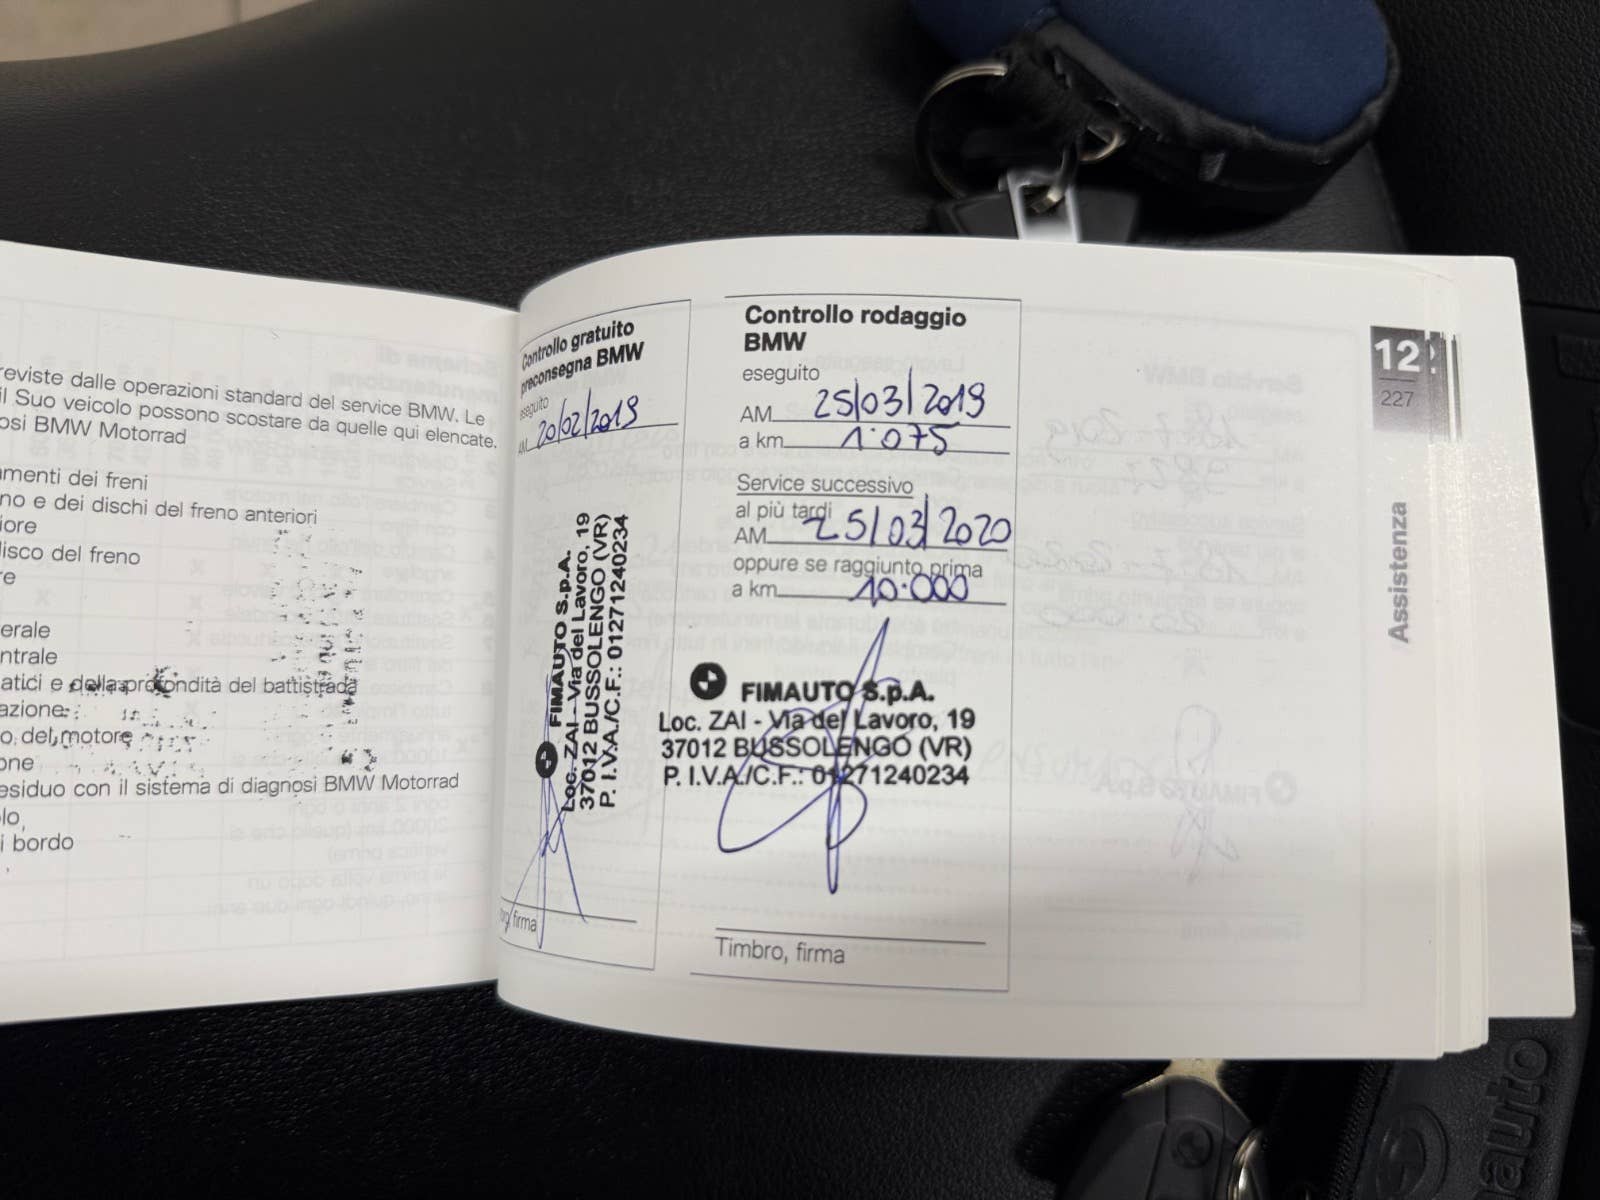 reviste dalle operazioni standard del service BMW. Le
il Suo veicolo possono scostare da quelle qui elencate.
osi BMW Motorrad
amenti dei freni
no e dei dischi del freno anteriori
iore
disco del freno
re
erale
ntrale
atici e della profondità del battistrada
azione
o del motore
one
esiduo con il sistema di diagnosi BMW Motorrad
lo,
i bordo
Controllo gratuito
preconsegna BMW
eseguito
AM 20/02/2019
FIMAUTO S.p.A.
Loc. ZAI - Via del Lavoro, 19
37012 BUSSOLENGO (VR)
P. I.V.A./C.F.: 01271240234
firma
Controllo rodaggio
BMW
eseguito
AM 25/03/2019
a km 1.075
Service successivo
al più tardi
AM 25/03/2020
oppure se raggiunto prima
a km 10.000
FIMAUTO S.p.A.
Loc. ZAI - Via del Lavoro, 19
37012 BUSSOLENGO (VR)
P. I.V.A./C.F.: 01271240234
Timbro, firma
12
227
Assistenza
auto